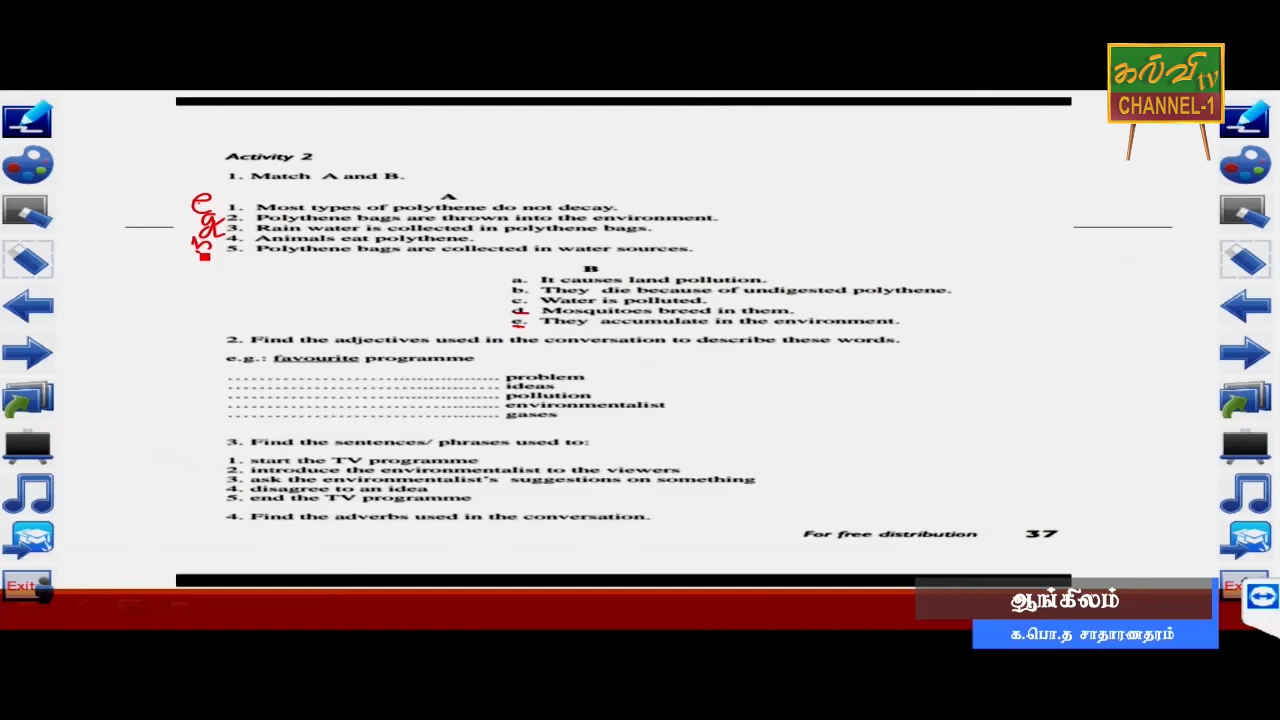 கல்வி tv
CHANNEL-1
Activity 2
1. Match A and B.
A
e 1. Most types of polythene do not decay.
a 2. Polythene bags are thrown into the environment.
d 3. Rain water is collected in polythene bags.
b 4. Animals eat polythene.
5. Polythene bags are collected in water sources.
B
a. It causes land pollution.
b. They die because of undigested polythene.
c. Water is polluted.
d. Mosquitoes breed in them.
e. They accumulate in the environment.
2. Find the adjectives used in the conversation to describe these words.
e.g.: favourite programme
................................................ problem
................................................ ideas
................................................ pollution
................................................ environmentalist
................................................ gases
3. Find the sentences/ phrases used to:
1. start the TV programme
2. introduce the environmentalist to the viewers
3. ask the environmentalist's suggestions on something
4. disagree to an idea
5. end the TV programme
4. Find the adverbs used in the conversation.
For free distribution 37
Exit
ஆங்கிலம்
க.பொ.த சாதாரணதரம்